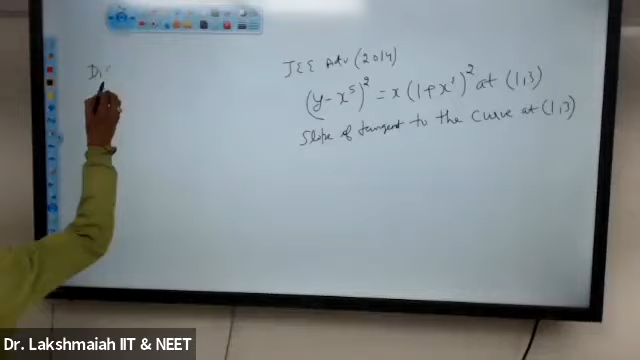 JEE Adv (2014)
(y - x⁵)² = x (1 + x²)² at (1,3)
Slope of tangent to the curve at (1,3)
Di
Dr. Lakshmaiah IIT & NEET